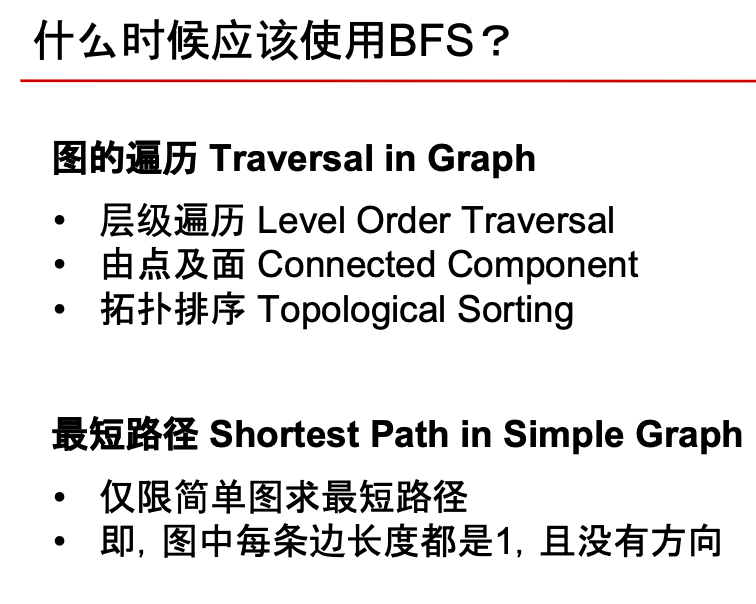 什么时候应该使用BFS？
图的遍历 Traversal in Graph
• 层级遍历 Level Order Traversal
• 由点及面 Connected Component
• 拓扑排序 Topological Sorting
最短路径 Shortest Path in Simple Graph
• 仅限简单图求最短路径
• 即，图中每条边长度都是1，且没有方向